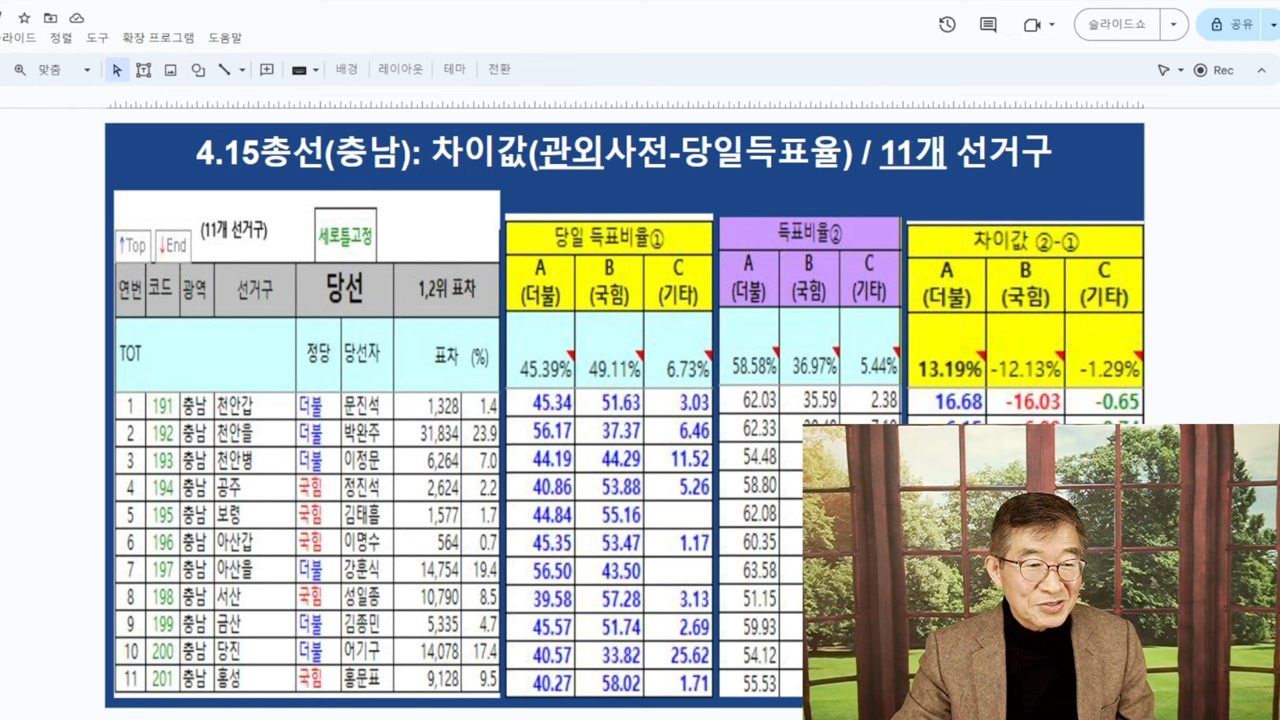 라이드 정렬 도구 확장 프로그램 도움말
슬라이드쇼 공유
맞춤 배경 레이아웃 테마 전환 Rec
4.15총선(충남): 차이값(관외사전-당일득표율) / 11개 선거구
↑Top ↓End (11개 선거구) 세로틀고정
당일 득표비율① 득표비율② 차이값 ②-①
연번 코드 광역 선거구 당선 1,2위 표차 A (더불) B (국힘) C (기타) A (더불) B (국힘) C (기타) A (더불) B (국힘) C (기타)
TOT 정당 당선자 표차 (%) 45.39% 49.11% 6.73% 58.58% 36.97% 5.44% 13.19% -12.13% -1.29%
1 191 충남 천안갑 더불 문진석 1,328 1.4 45.34 51.63 3.03 62.03 35.59 2.38 16.68 -16.03 -0.65
2 192 충남 천안을 더불 박완주 31,834 23.9 56.17 37.37 6.46 62.33
3 193 충남 천안병 더불 이정문 6,264 7.0 44.19 44.29 11.52 54.48
4 194 충남 공주 국힘 정진석 2,624 2.2 40.86 53.88 5.26 58.80
5 195 충남 보령 국힘 김태흠 1,577 1.7 44.84 55.16 62.08
6 196 충남 아산갑 국힘 이명수 564 0.7 45.35 53.47 1.17 60.35
7 197 충남 아산을 더불 강훈식 14,754 19.4 56.50 43.50 63.58
8 198 충남 서산 국힘 성일종 10,790 8.5 39.58 57.28 3.13 51.15
9 199 충남 금산 더불 김종민 5,335 4.7 45.57 51.74 2.69 59.93
10 200 충남 당진 더불 어기구 14,078 17.4 40.57 33.82 25.62 54.12
11 201 충남 홍성 국힘 홍문표 9,128 9.5 40.27 58.02 1.71 55.53